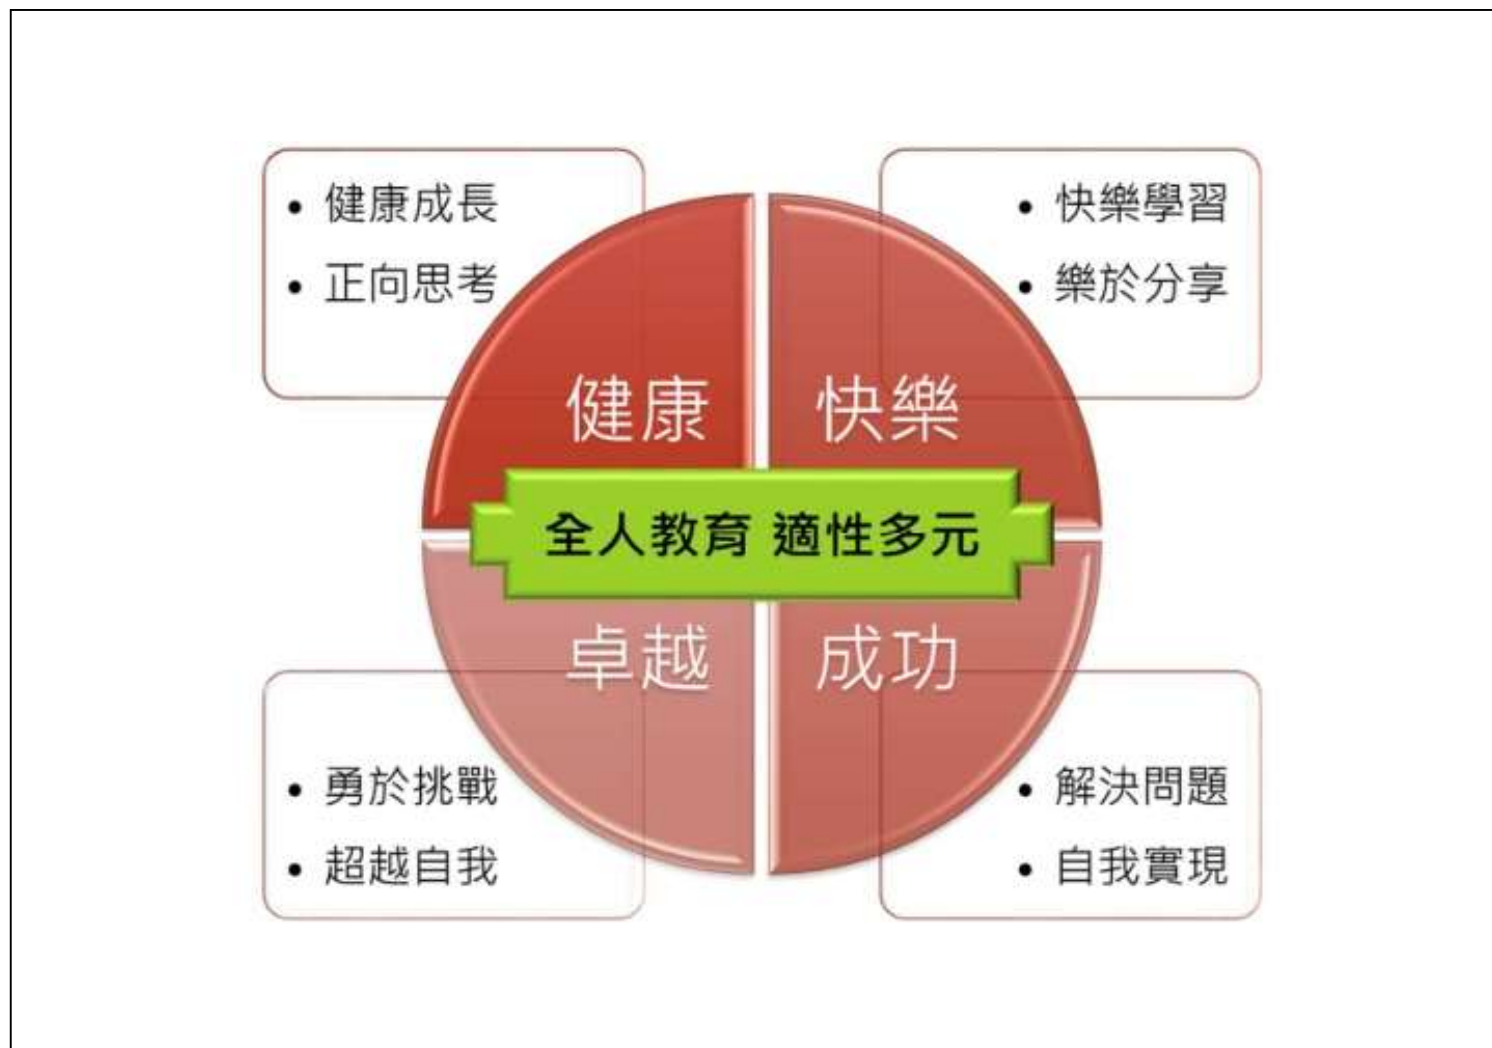 健康成長
正向思考
快樂學習
樂於分享
健康
快樂
全人教育 適性多元
卓越
成功
勇於挑戰
超越自我
解決問題
自我實現